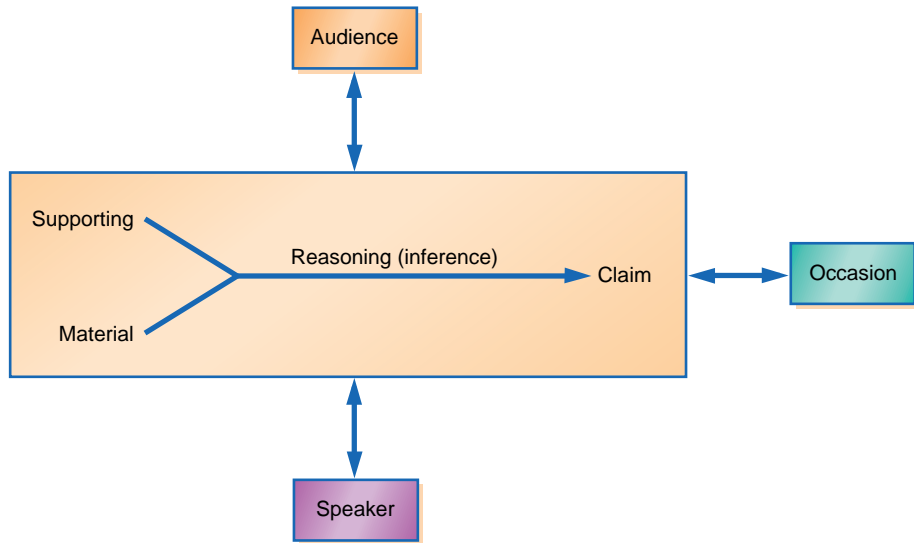 Audience
Supporting
Reasoning (inference)
Claim
Occasion
Material
Speaker